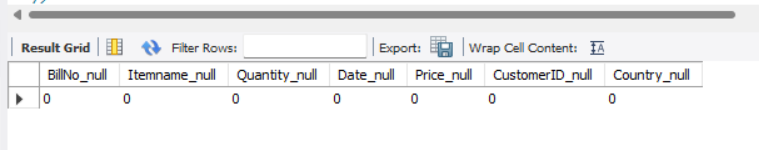 Result Grid Filter Rows: Export: Wrap Cell Content: IA
BillNo_null Itemname_null Quantity_null Date_null Price_null CustomerID_null Country_null
0 0 0 0 0 0 0